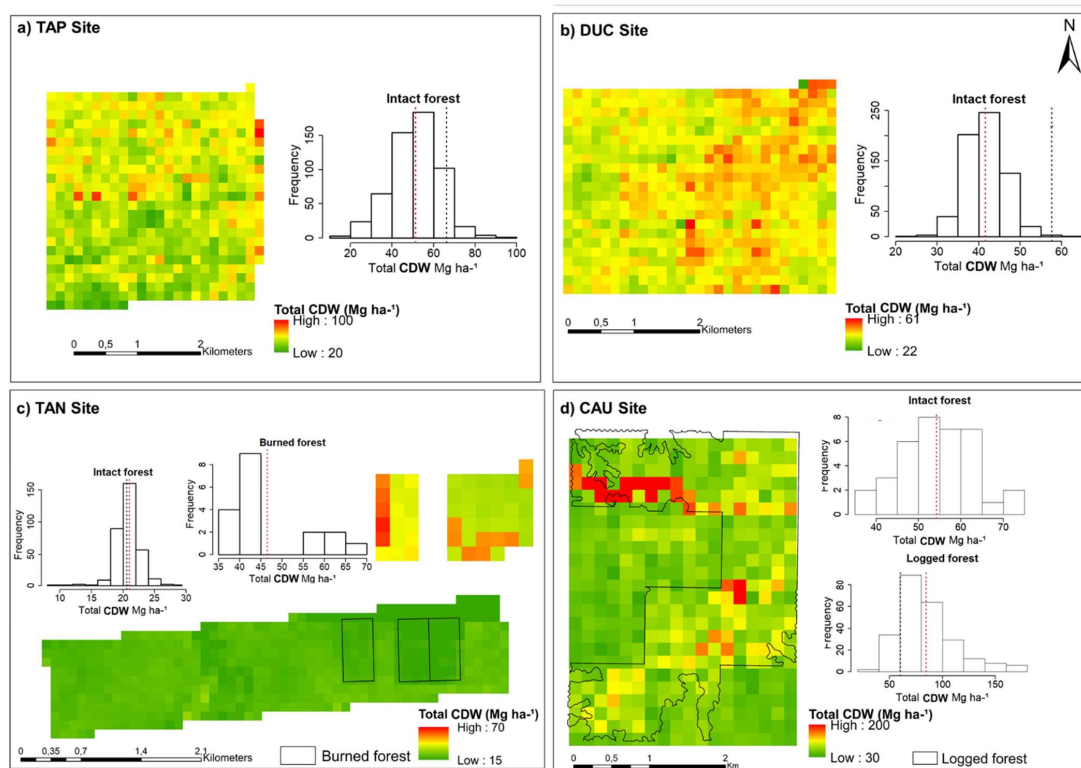 a) TAP Site
Intact forest
Frequency
0 50 100 150
20 40 60 80 100
Total CDW Mg ha⁻¹
Total CDW (Mg ha⁻¹)
High : 100
Low : 20
0 0,5 1 2
Kilometers
b) DUC Site
N
Intact forest
Frequency
0 50 150 250
20 30 40 50 60
Total CDW Mg ha⁻¹
Total CDW (Mg ha⁻¹)
High : 61
Low : 22
0 0,5 1 2
Kilometers
c) TAN Site
Intact forest
Frequency
0 50 100 150
10 15 20 25 30
Total CDW Mg ha⁻¹
Burned forest
Frequency
0 2 4 6 8
35 40 45 50 55 60 65 70
Total CDW Mg ha⁻¹
Total CDW (Mg ha⁻¹)
High : 70
Low : 15
0 0,35 0,7 1,4 2,1
Kilometers
Burned forest
d) CAU Site
Intact forest
Frequency
0 2 4 6 8
40 50 60 70
Total CDW Mg ha⁻¹
Logged forest
Frequency
0 20 40 60 80
50 100 150
Total CDW Mg ha⁻¹
Total CDW (Mg ha⁻¹)
High : 200
Low : 30
0 0,5 1 2
Km
Logged forest